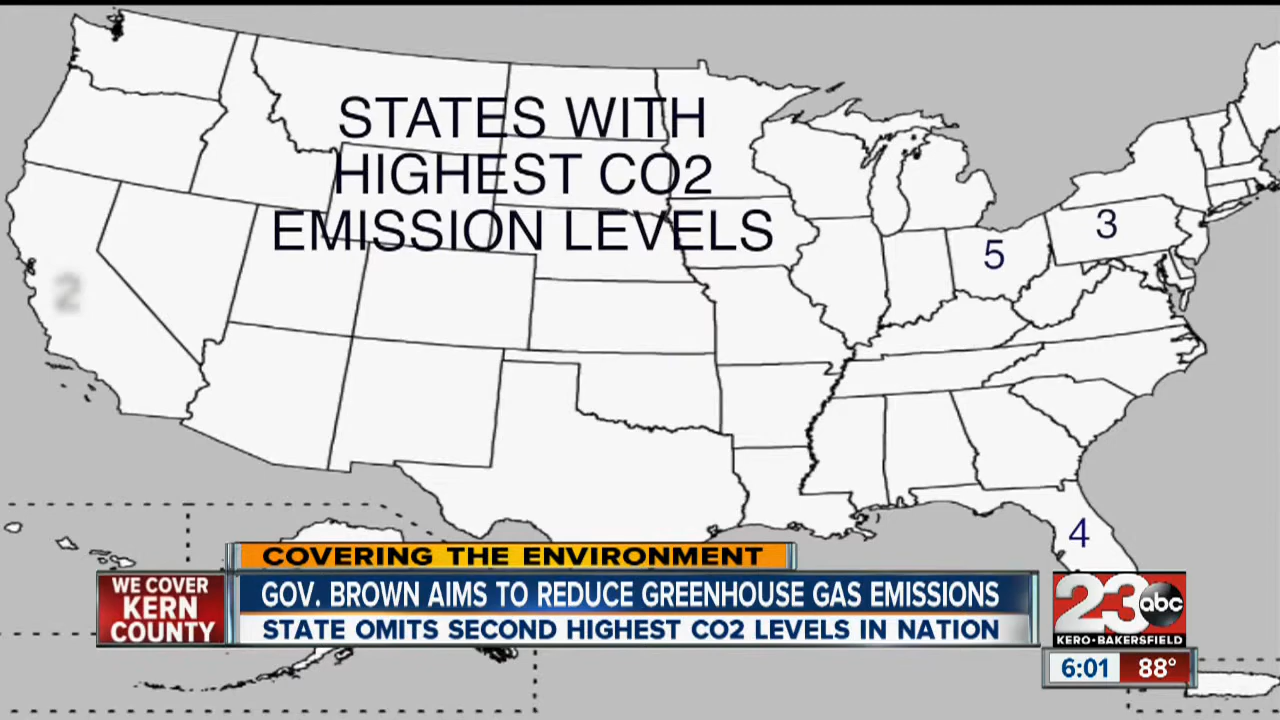 STATES WITH
HIGHEST CO2
EMISSION LEVELS
3
5
2
4
COVERING THE ENVIRONMENT
WE COVER
KERN
COUNTY
GOV. BROWN AIMS TO REDUCE GREENHOUSE GAS EMISSIONS
STATE OMITS SECOND HIGHEST CO2 LEVELS IN NATION
23 abc
KERO•BAKERSFIELD
6:01 88°